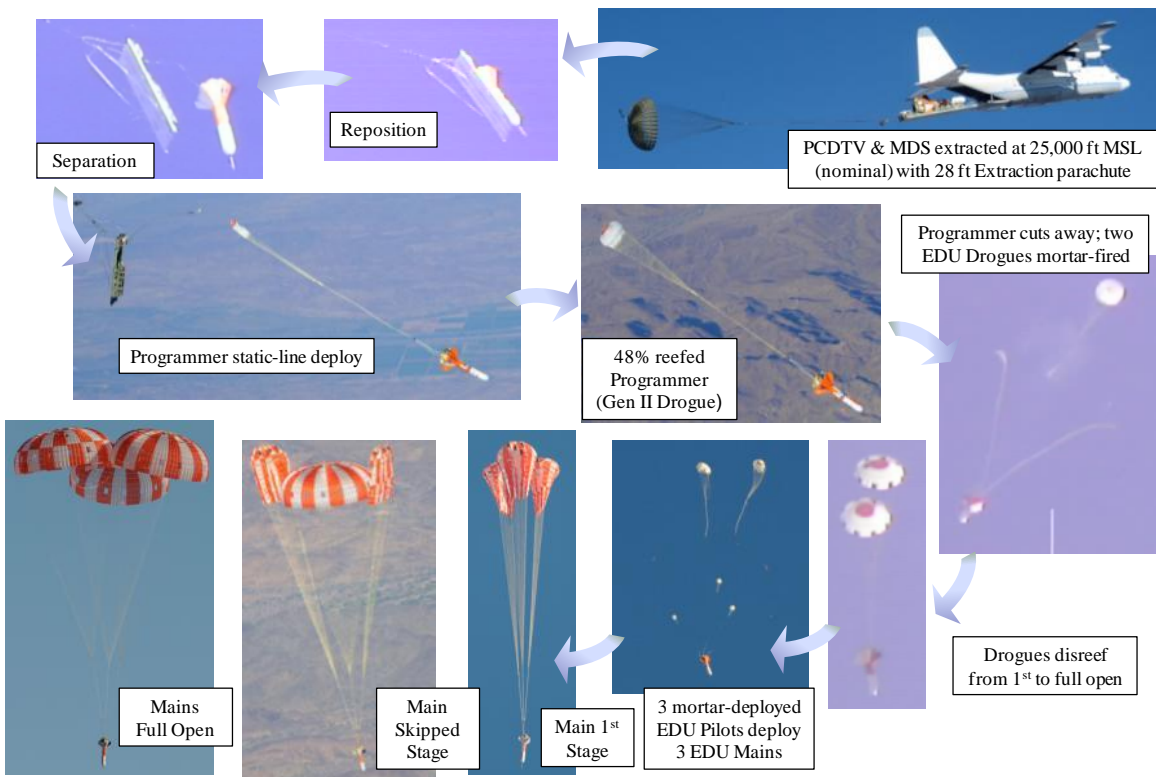 PCDTV & MDS extracted at 25,000 ft MSL
(nominal) with 28 ft Extraction parachute
Reposition
Separation
Programmer static-line deploy
48% reefed
Programmer
(Gen II Drogue)
Programmer cuts away; two
EDU Drogues mortar-fired
Drogues disreef
from 1st to full open
3 mortar-deployed
EDU Pilots deploy
3 EDU Mains
Main 1st
Stage
Main
Skipped
Stage
Mains
Full Open